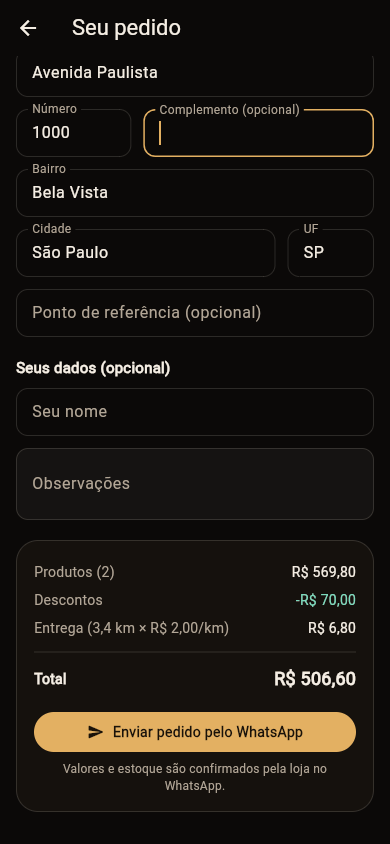 Seu pedido
Avenida Paulista
Número
1000
Complemento (opcional)
Bairro
Bela Vista
Cidade
São Paulo
UF
SP
Ponto de referência (opcional)
Seus dados (opcional)
Seu nome
Observações
Produtos (2) R$ 569,80
Descontos -R$ 70,00
Entrega (3,4 km × R$ 2,00/km) R$ 6,80
Total R$ 506,60
Enviar pedido pelo WhatsApp
Valores e estoque são confirmados pela loja no
WhatsApp.